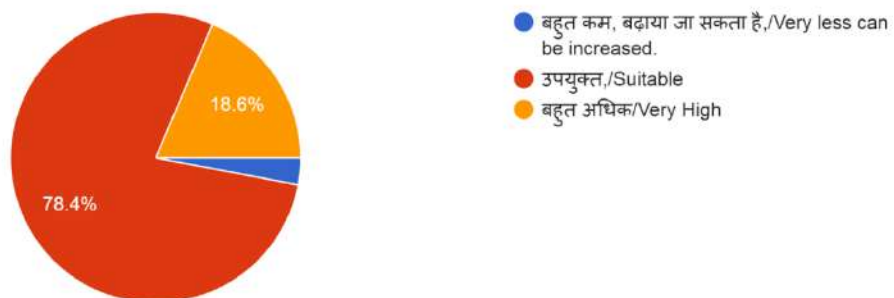 बहुत कम, बढ़ाया जा सकता है,/Very less can
be increased.
उपयुक्त,/Suitable
बहुत अधिक/Very High
18.6%
78.4%